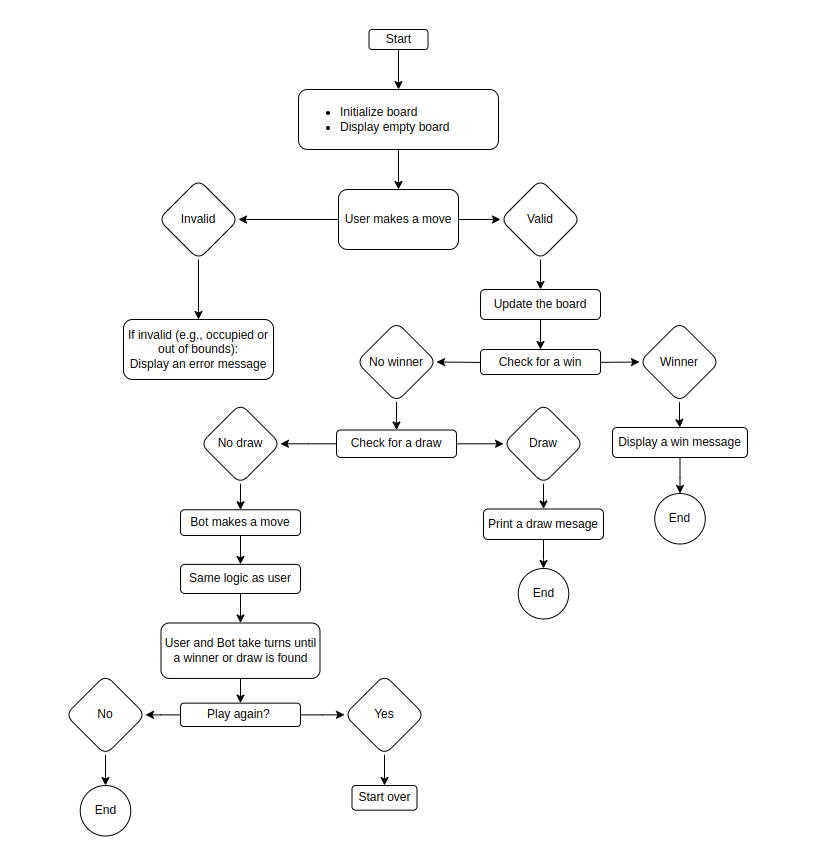 Start
Initialize board
Display empty board
Invalid
User makes a move
Valid
Update the board
If invalid (e.g., occupied or
out of bounds):
Display an error message
No winner
Check for a win
Winner
No draw
Check for a draw
Draw
Display a win message
Bot makes a move
Print a draw mesage
End
Same logic as user
End
User and Bot take turns until
a winner or draw is found
No
Play again?
Yes
End
Start over